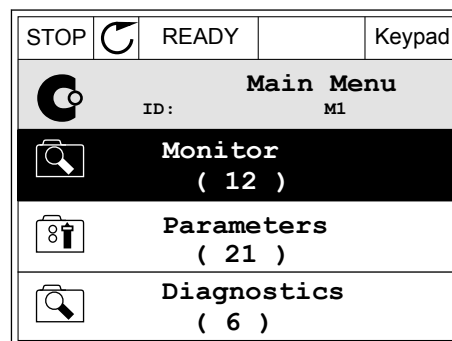 STOP READY Keypad
Main Menu
ID: M1
Monitor
( 12 )
Parameters
( 21 )
Diagnostics
( 6 )